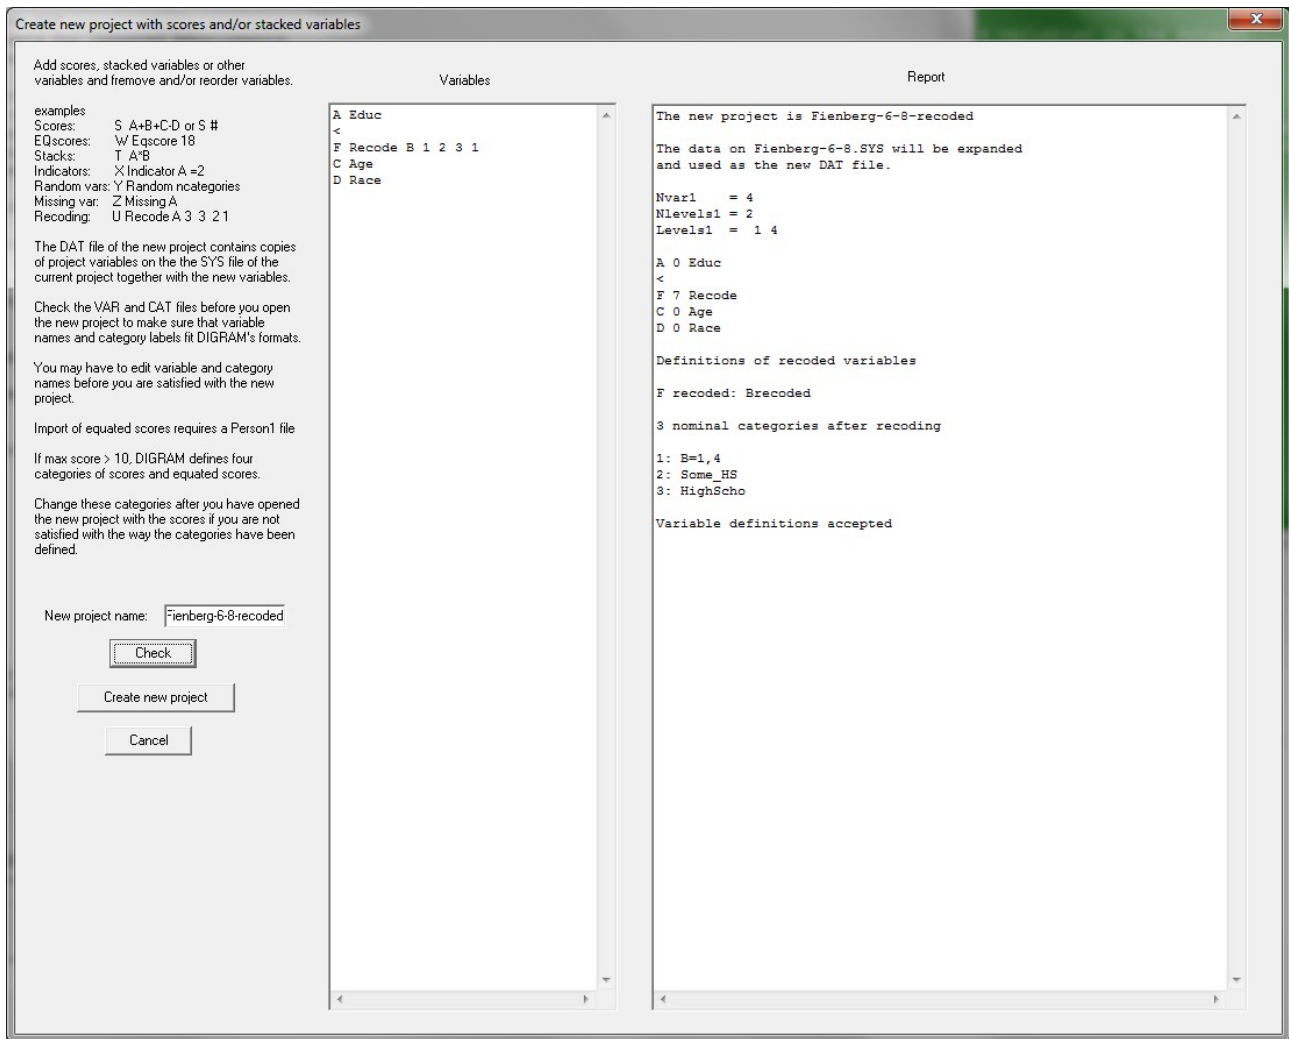 Create new project with scores and/or stacked variables
x
Add scores, stacked variables or other
variables and fremove and/or reorder variables.
examples
Scores: S A+B+C-D or S #
EQscores: W Eqscore 18
Stacks: T A*B
Indicators: X Indicator A =2
Random vars: Y Random ncategories
Missing var: Z Missing A
Recoding: U Recode A 3 3 2 1
The DAT file of the new project contains copies
of project variables on the the SYS file of the
current project together with the new variables.
Check the VAR and CAT files before you open
the new project to make sure that variable
names and category labels fit DIGRAM's formats.
You may have to edit variable and category
names before you are satisfied with the new
project.
Import of equated scores requires a Person1 file
If max score > 10, DIGRAM defines four
categories of scores and equated scores.
Change these categories after you have opened
the new project with the scores if you are not
satisfied with the way the categories have been
defined.
New project name: Fienberg-6-8-recoded
Check
Create new project
Cancel
Variables
A Educ
<
F Recode B 1 2 3 1
C Age
D Race
Report
The new project is Fienberg-6-8-recoded
The data on Fienberg-6-8.SYS will be expanded
and used as the new DAT file.
Nvar1 = 4
Nlevels1 = 2
Levels1 = 1 4
A 0 Educ
<
F 7 Recode
C 0 Age
D 0 Race
Definitions of recoded variables
F recoded: Brecoded
3 nominal categories after recoding
1: B=1,4
2: Some_HS
3: HighScho
Variable definitions accepted